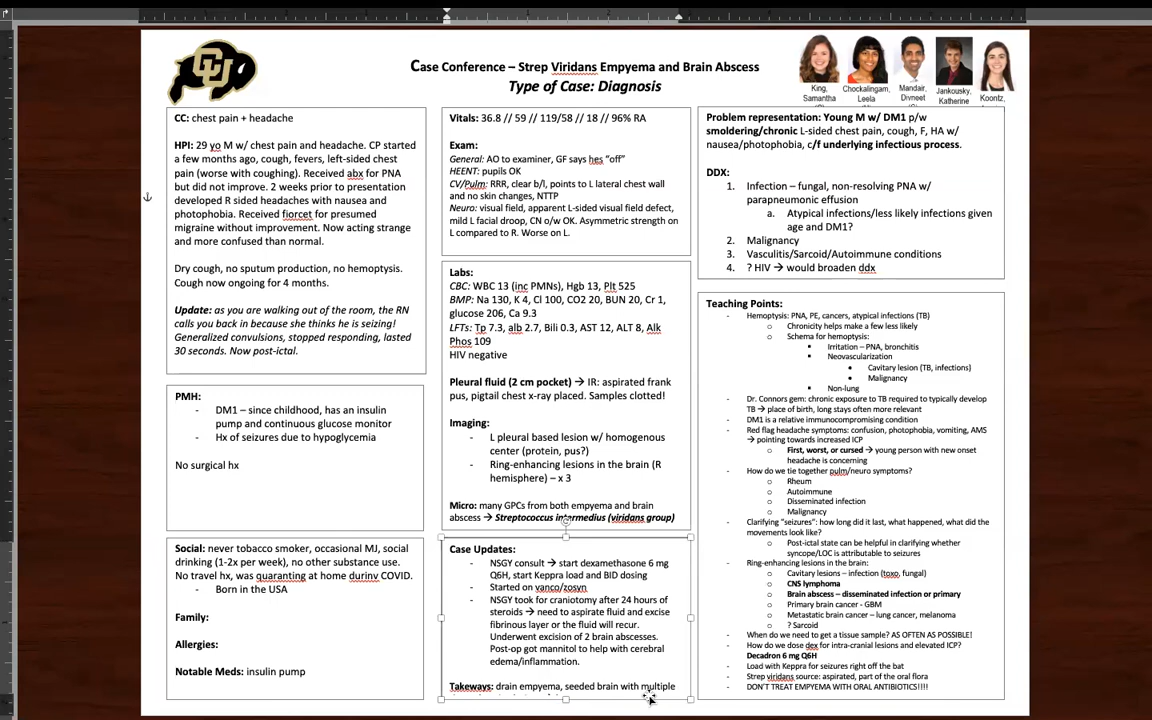 CU
Case Conference – Strep Viridans Empyema and Brain Abscess
Type of Case: Diagnosis
King,
Samantha
Chockalingam,
Leela
Mandair,
Divneet
Jankousky,
Katherine
Koontz,
CC: chest pain + headache
HPI: 29 yo M w/ chest pain and headache. CP started
a few months ago, cough, fevers, left-sided chest
pain (worse with coughing). Received abx for PNA
but did not improve. 2 weeks prior to presentation
developed R sided headaches with nausea and
photophobia. Received fiorcet for presumed
migraine without improvement. Now acting strange
and more confused than normal.
Dry cough, no sputum production, no hemoptysis.
Cough now ongoing for 4 months.
Update: as you are walking out of the room, the RN
calls you back in because she thinks he is seizing!
Generalized convulsions, stopped responding, lasted
30 seconds. Now post-ictal.
PMH:
- DM1 – since childhood, has an insulin
pump and continuous glucose monitor
- Hx of seizures due to hypoglycemia
No surgical hx
Social: never tobacco smoker, occasional MJ, social
drinking (1-2x per week), no other substance use.
No travel hx, was quaranting at home durinv COVID.
- Born in the USA
Family:
Allergies:
Notable Meds: insulin pump
Vitals: 36.8 // 59 // 119/58 // 18 // 96% RA
Exam:
General: AO to examiner, GF says hes “off”
HEENT: pupils OK
CV/Pulm: RRR, clear b/l, points to L lateral chest wall
and no skin changes, NTTP
Neuro: visual field, apparent L-sided visual field defect,
mild L facial droop, CN o/w OK. Asymmetric strength on
L compared to R. Worse on L.
Labs:
CBC: WBC 13 (inc PMNs), Hgb 13, Plt 525
BMP: Na 130, K 4, Cl 100, CO2 20, BUN 20, Cr 1,
glucose 206, Ca 9.3
LFTs: Tp 7.3, alb 2.7, Bili 0.3, AST 12, ALT 8, Alk
Phos 109
HIV negative
Pleural fluid (2 cm pocket) → IR: aspirated frank
pus, pigtail chest x-ray placed. Samples clotted!
Imaging:
- L pleural based lesion w/ homogenous
center (protein, pus?)
- Ring-enhancing lesions in the brain (R
hemisphere) – x 3
Micro: many GPCs from both empyema and brain
abscess → Streptococcus intermedius (viridans group)
Case Updates:
- NSGY consult → start dexamethasone 6 mg
Q6H, start Keppra load and BID dosing
- Started on vanco/zosyn
- NSGY took for craniotomy after 24 hours of
steroids → need to aspirate fluid and excise
fibrinous layer or the fluid will recur.
Underwent excision of 2 brain abscesses.
Post-op got mannitol to help with cerebral
edema/inflammation.
Takeways: drain empyema, seeded brain with multiple
Problem representation: Young M w/ DM1 p/w
smoldering/chronic L-sided chest pain, cough, F, HA w/
nausea/photophobia, c/f underlying infectious process.
DDX:
1. Infection – fungal, non-resolving PNA w/
parapneumonic effusion
a. Atypical infections/less likely infections given
age and DM1?
2. Malignancy
3. Vasculitis/Sarcoid/Autoimmune conditions
4. ? HIV → would broaden ddx
Teaching Points:
- Hemoptysis: PNA, PE, cancers, atypical infections (TB)
o Chronicity helps make a few less likely
o Schema for hemoptysis:
▪ Irritation – PNA, bronchitis
▪ Neovascularization
• Cavitary lesion (TB, infections)
• Malignancy
▪ Non-lung
- Dr. Connors gem: chronic exposure to TB required to typically develop
TB → place of birth, long stays often more relevant
- DM1 is a relative immunocompromising condition
- Red flag headache symptoms: confusion, photophobia, vomiting, AMS
→ pointing towards increased ICP
o First, worst, or cursed → young person with new onset
headache is concerning
- How do we tie together pulm/neuro symptoms?
o Rheum
o Autoimmune
o Disseminated infection
o Malignancy
- Clarifying “seizures”: how long did it last, what happened, what did the
movements look like?
o Post-ictal state can be helpful in clarifying whether
syncope/LOC is attributable to seizures
- Ring-enhancing lesions in the brain:
o Cavitary lesions – infection (toxo, fungal)
o CNS lymphoma
o Brain abscess – disseminated infection or primary
o Primary brain cancer - GBM
o Metastatic brain cancer – lung cancer, melanoma
o ? Sarcoid
- When do we need to get a tissue sample? AS OFTEN AS POSSIBLE!
- How do we dose dex for intra-cranial lesions and elevated ICP?
Decadron 6 mg Q6H
- Load with Keppra for seizures right off the bat
- Strep viridans source: aspirated, part of the oral flora
- DON'T TREAT EMPYEMA WITH ORAL ANTIBIOTICS!!!!